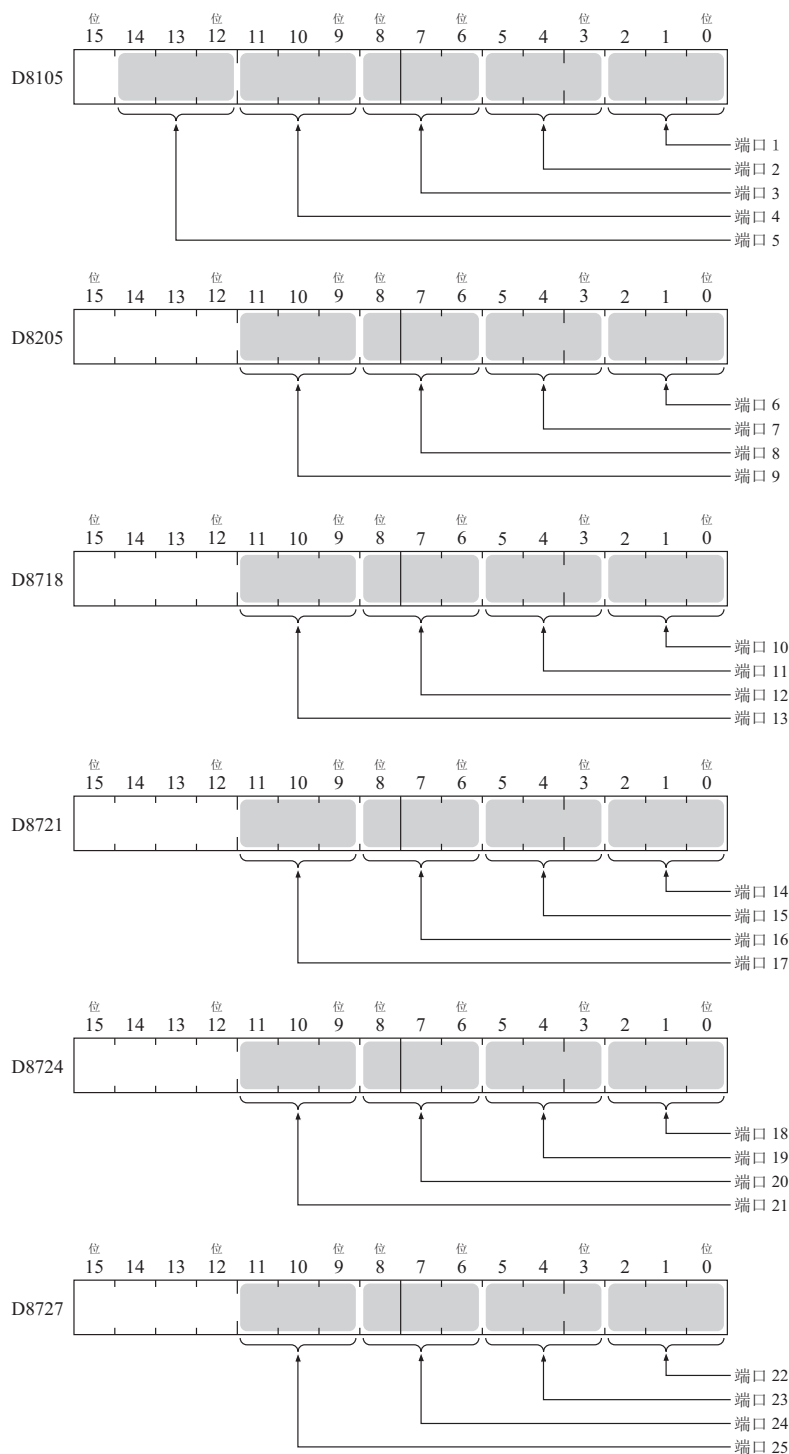 位 位 位 位 位 位 位
15 14 13 12 11 10 9 8 7 6 5 4 3 2 1 0
D8105
端口 1
端口 2
端口 3
端口 4
端口 5
位 位 位 位 位 位 位
15 14 13 12 11 10 9 8 7 6 5 4 3 2 1 0
D8205
端口 6
端口 7
端口 8
端口 9
位 位 位 位 位 位 位
15 14 13 12 11 10 9 8 7 6 5 4 3 2 1 0
D8718
端口 10
端口 11
端口 12
端口 13
位 位 位 位 位 位 位
15 14 13 12 11 10 9 8 7 6 5 4 3 2 1 0
D8721
端口 14
端口 15
端口 16
端口 17
位 位 位 位 位 位 位
15 14 13 12 11 10 9 8 7 6 5 4 3 2 1 0
D8724
端口 18
端口 19
端口 20
端口 21
位 位 位 位 位 位 位
15 14 13 12 11 10 9 8 7 6 5 4 3 2 1 0
D8727
端口 22
端口 23
端口 24
端口 25